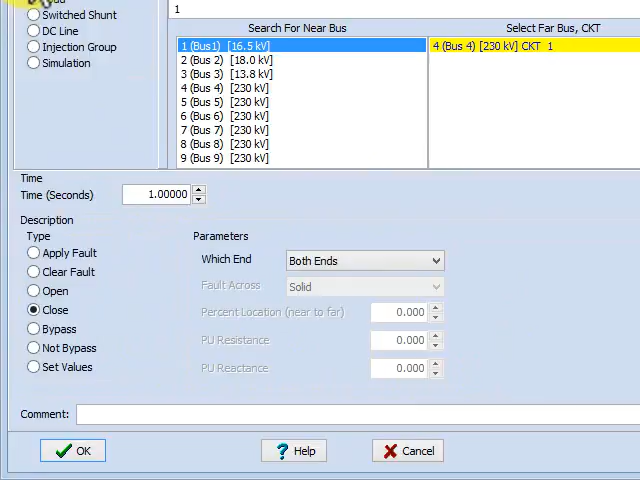 1
Switched Shunt
DC Line
Injection Group
Simulation
Search For Near Bus
Select Far Bus, CKT
1 (Bus1) [16.5 kV]
2 (Bus 2) [18.0 kV]
3 (Bus 3) [13.8 kV]
4 (Bus 4) [230 kV]
5 (Bus 5) [230 kV]
6 (Bus 6) [230 kV]
7 (Bus 7) [230 kV]
8 (Bus 8) [230 kV]
9 (Bus 9) [230 kV]
4 (Bus 4) [230 kV] CKT 1
Time
Time (Seconds) 1.00000
Description
Type
Apply Fault
Clear Fault
Open
Close
Bypass
Not Bypass
Set Values
Parameters
Which End Both Ends
Fault Across Solid
Percent Location (near to far) 0.000
PU Resistance 0.000
PU Reactance 0.000
Comment:
OK
Help
Cancel